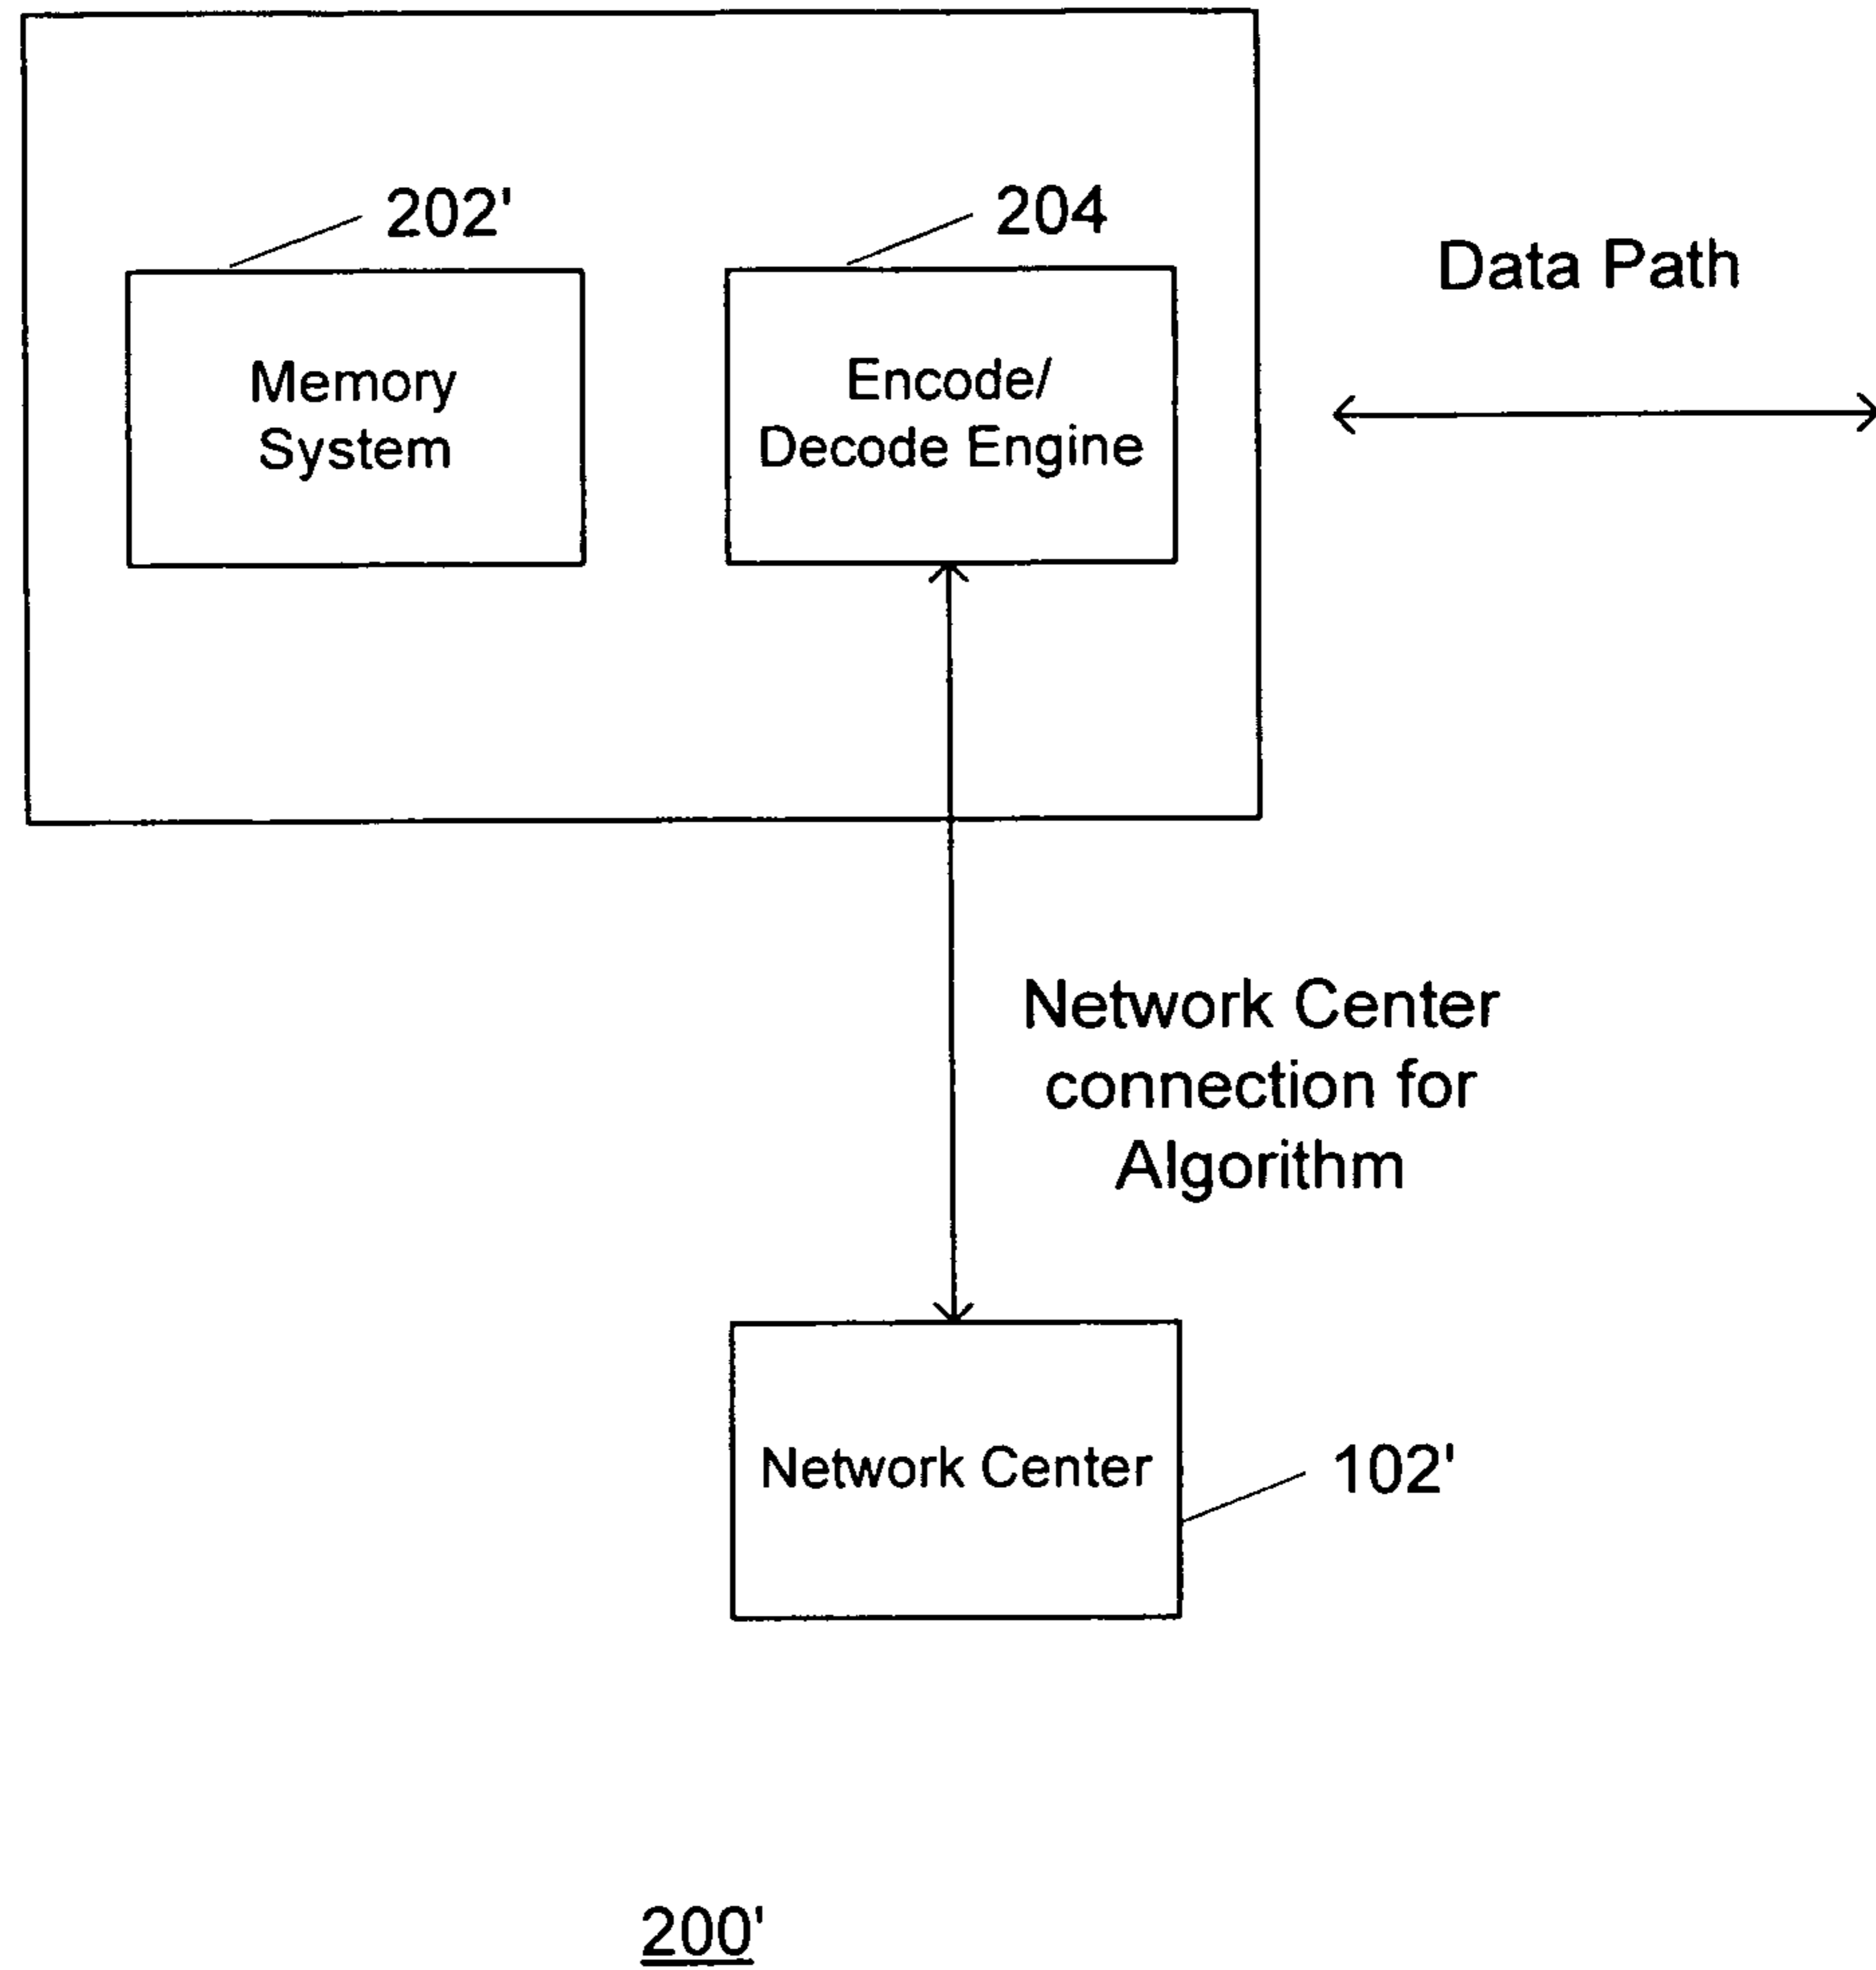 202'
204
Data Path
Memory
System
Encode/
Decode Engine
Network Center
connection for
Algorithm
Network Center
102'
200'